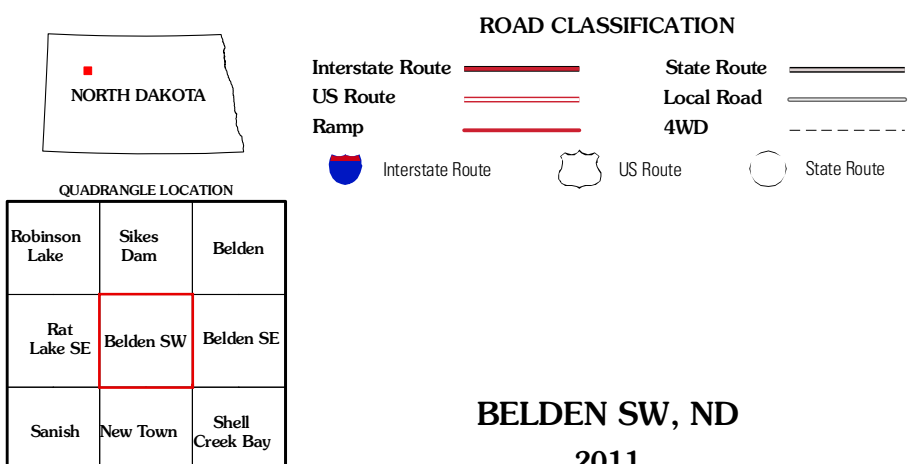 ROAD CLASSIFICATION
Interstate Route
State Route
US Route
Local Road
Ramp
4WD
Interstate Route
US Route
State Route
NORTH DAKOTA
QUADRANGLE LOCATION
Robinson
Lake
Sikes
Dam
Belden
Rat
Lake SE
Belden SW
Belden SE
Sanish
New Town
Shell
Creek Bay
BELDEN SW, ND
2011